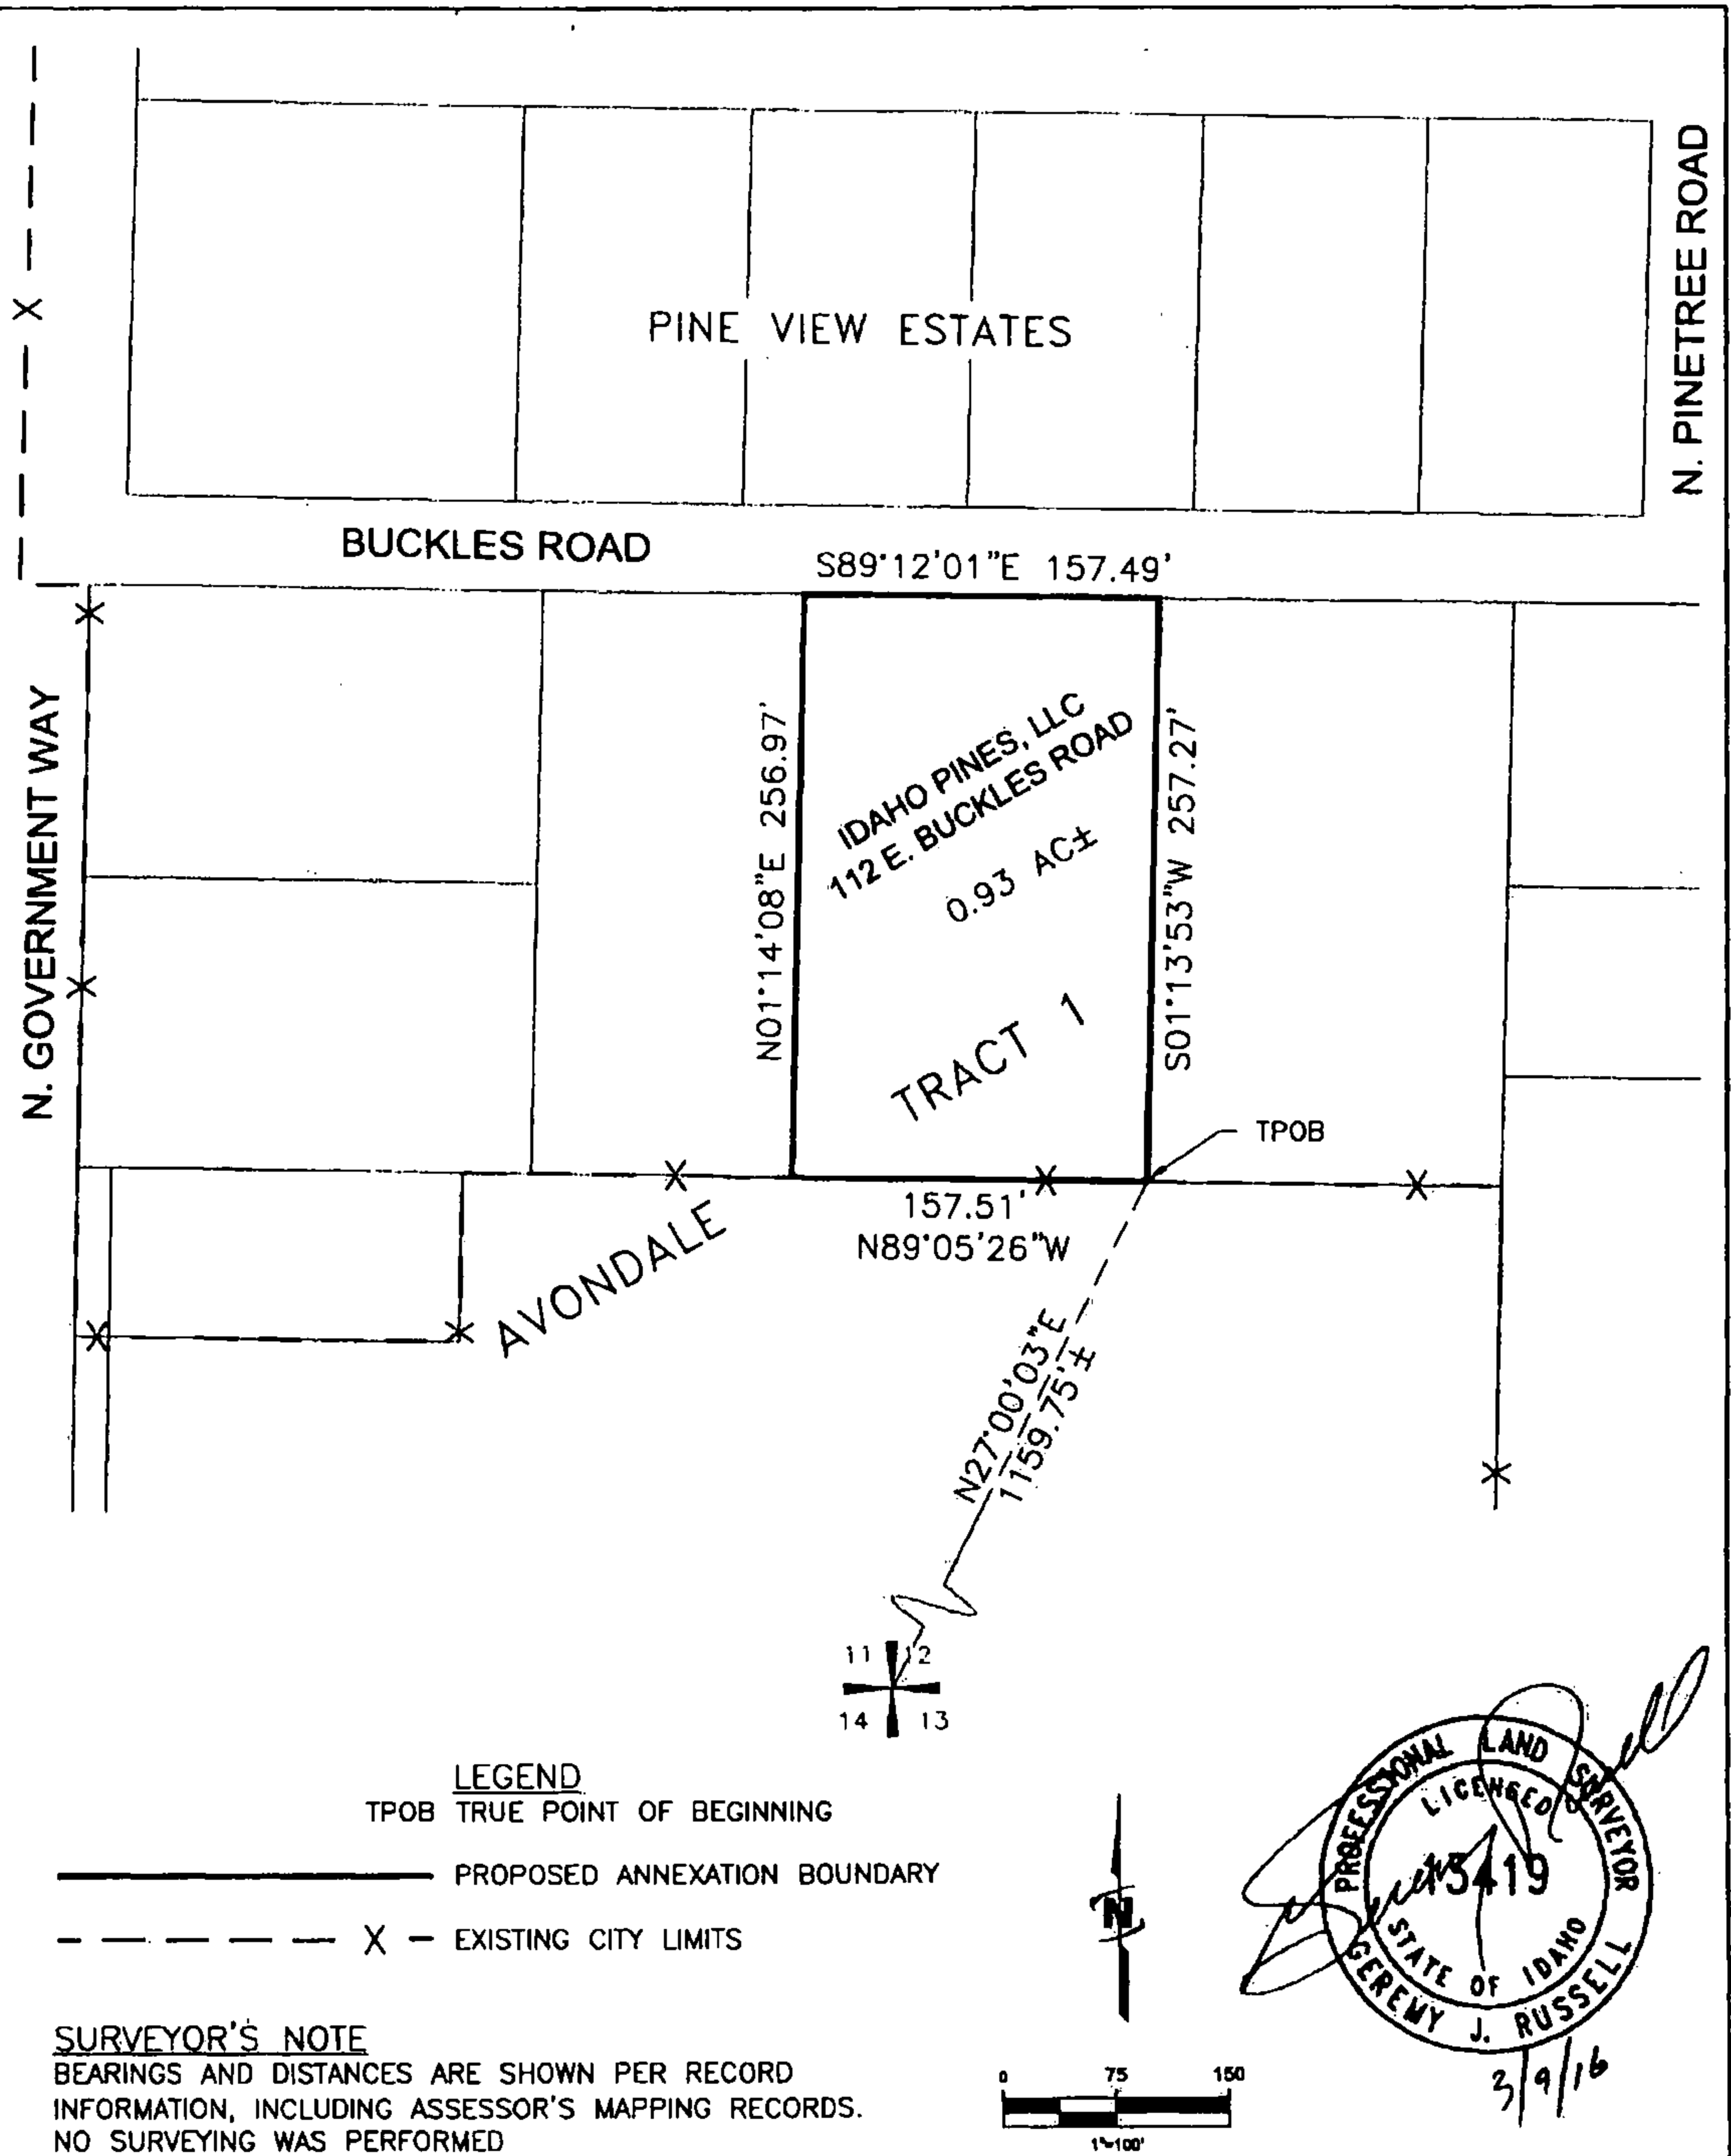 N. PINETREE ROAD
X
PINE VIEW ESTATES
BUCKLES ROAD
S89°12'01"E 157.49'
X
N. GOVERNMENT WAY
N01°14'08"E 256.97'
IDAHO PINES, LLC
112 E. BUCKLES ROAD
0.93 AC±
S01°13'53"W 257.27'
X
TRACT 1
TPOB
X
X
X
157.51'
N89°05'26"W
AVONDALE
X
X
N27°00'03"E
1159.75'±
X
11 12
14 13
LEGEND
TPOB TRUE POINT OF BEGINNING
PROPOSED ANNEXATION BOUNDARY
X EXISTING CITY LIMITS
N
PROFESSIONAL LAND SURVEYOR
LICENSED
13419
STATE OF IDAHO
GEREMY J. RUSSELL
3/9/16
SURVEYOR'S NOTE
BEARINGS AND DISTANCES ARE SHOWN PER RECORD
INFORMATION, INCLUDING ASSESSOR'S MAPPING RECORDS.
NO SURVEYING WAS PERFORMED
0 75 150
1"=100'